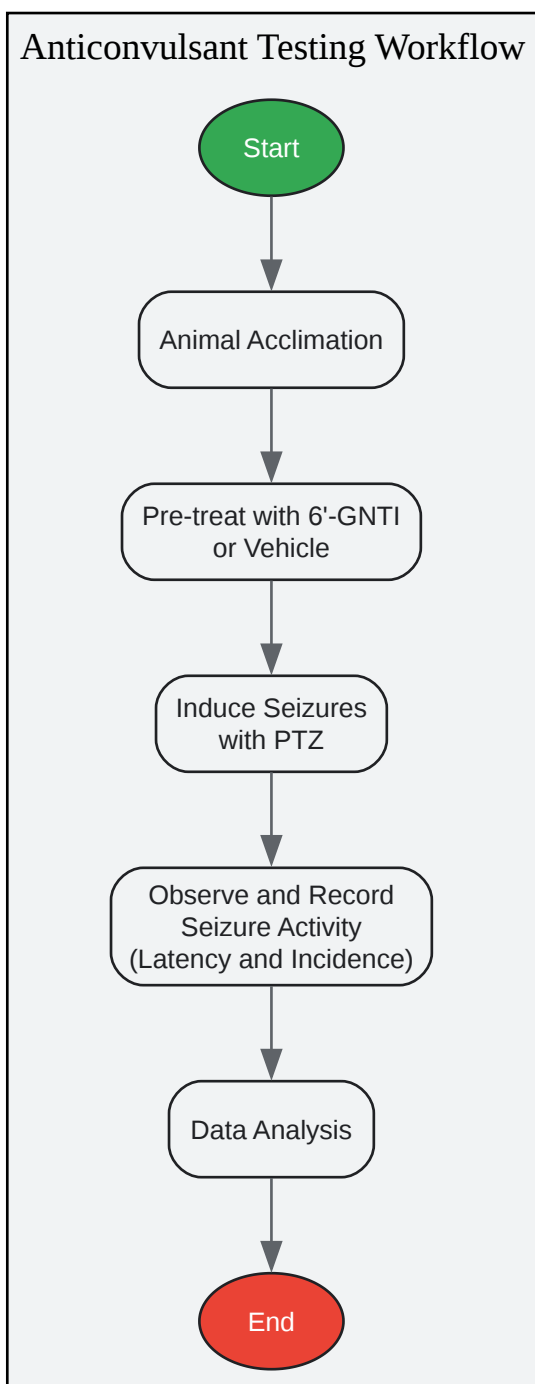 Anticonvulsant Testing Workflow
Start
Animal Acclimation
Pre-treat with 6'-GNTI
or Vehicle
Induce Seizures
with PTZ
Observe and Record
Seizure Activity
(Latency and Incidence)
Data Analysis
End